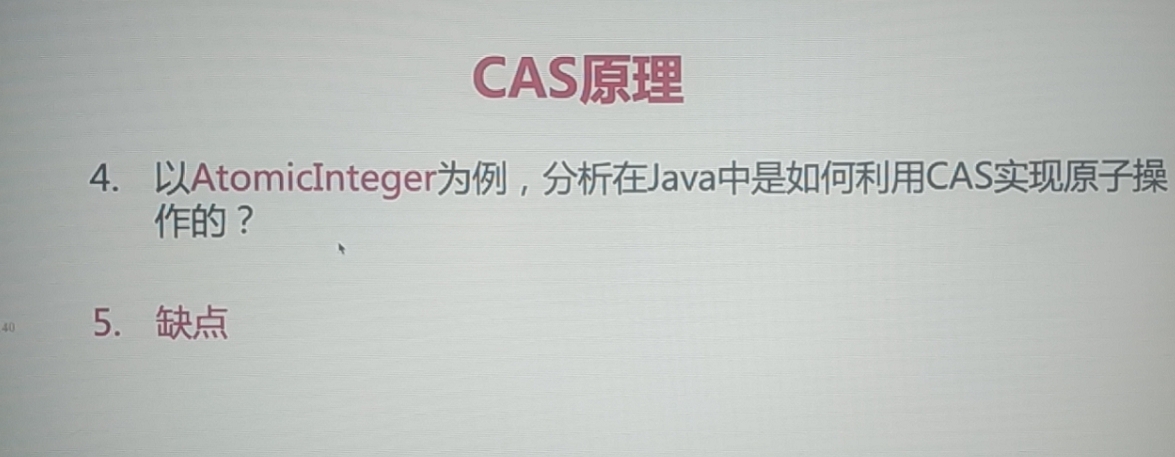 CAS原理
4. 以AtomicInteger为例，分析在Java中是如何利用CAS实现原子操
作的？
40
5. 缺点